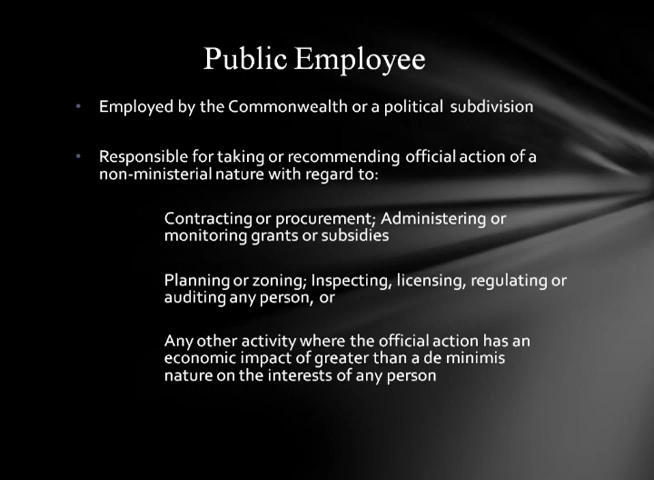 Public Employee
• Employed by the Commonwealth or a political subdivision
• Responsible for taking or recommending official action of a
non-ministerial nature with regard to:
Contracting or procurement; Administering or
monitoring grants or subsidies
Planning or zoning; Inspecting, licensing, regulating or
auditing any person, or
Any other activity where the official action has an
economic impact of greater than a de minimis
nature on the interests of any person